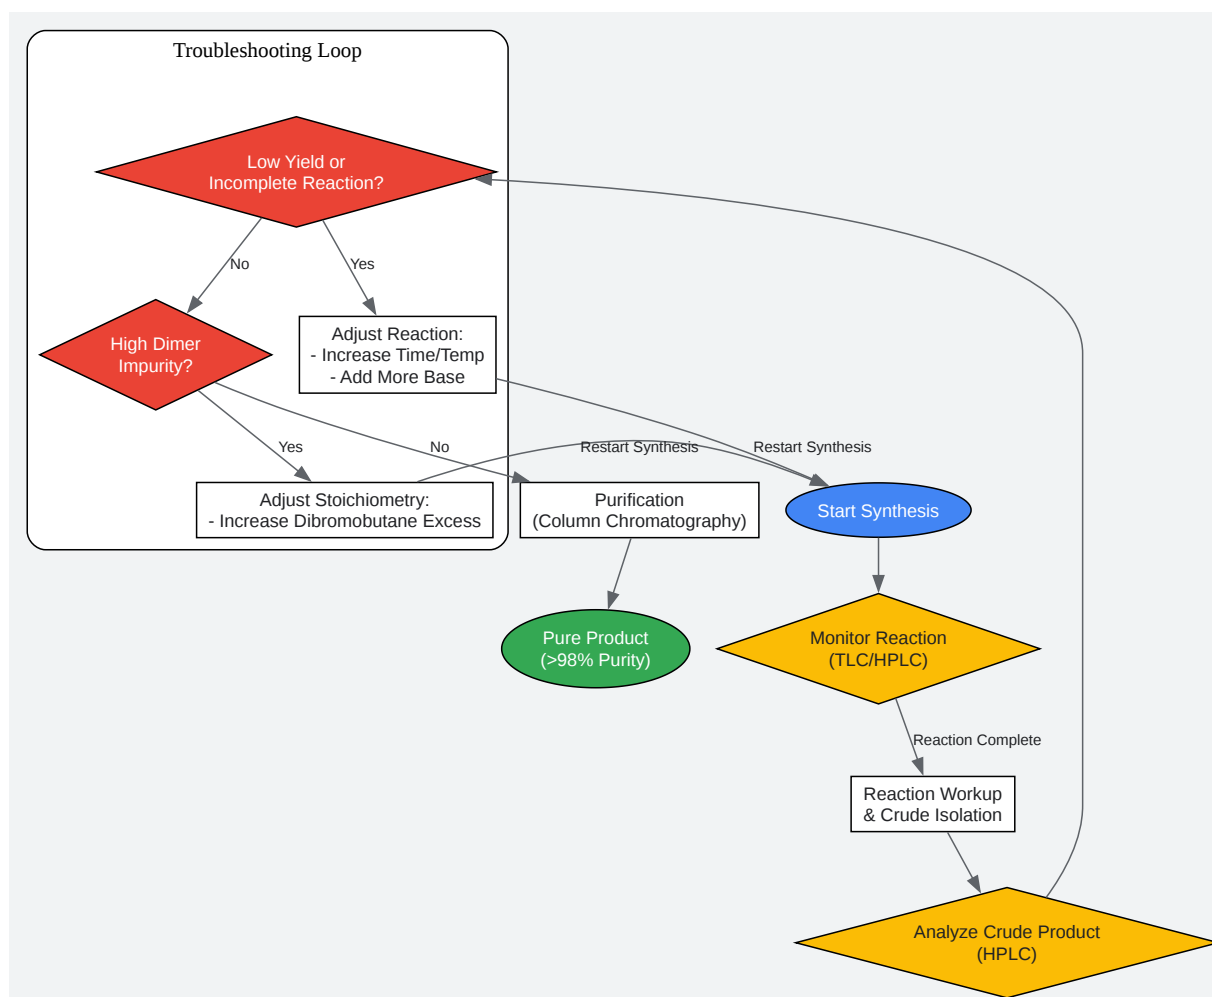 Troubleshooting Loop
Low Yield or
Incomplete Reaction?
No
Yes
High Dimer
Impurity?
Adjust Reaction:
- Increase Time/Temp
- Add More Base
Yes
No
Restart Synthesis
Restart Synthesis
Adjust Stoichiometry:
- Increase Dibromobutane Excess
Purification
(Column Chromatography)
Start Synthesis
Pure Product
(>98% Purity)
Monitor Reaction
(TLC/HPLC)
Reaction Complete
Reaction Workup
& Crude Isolation
Analyze Crude Product
(HPLC)